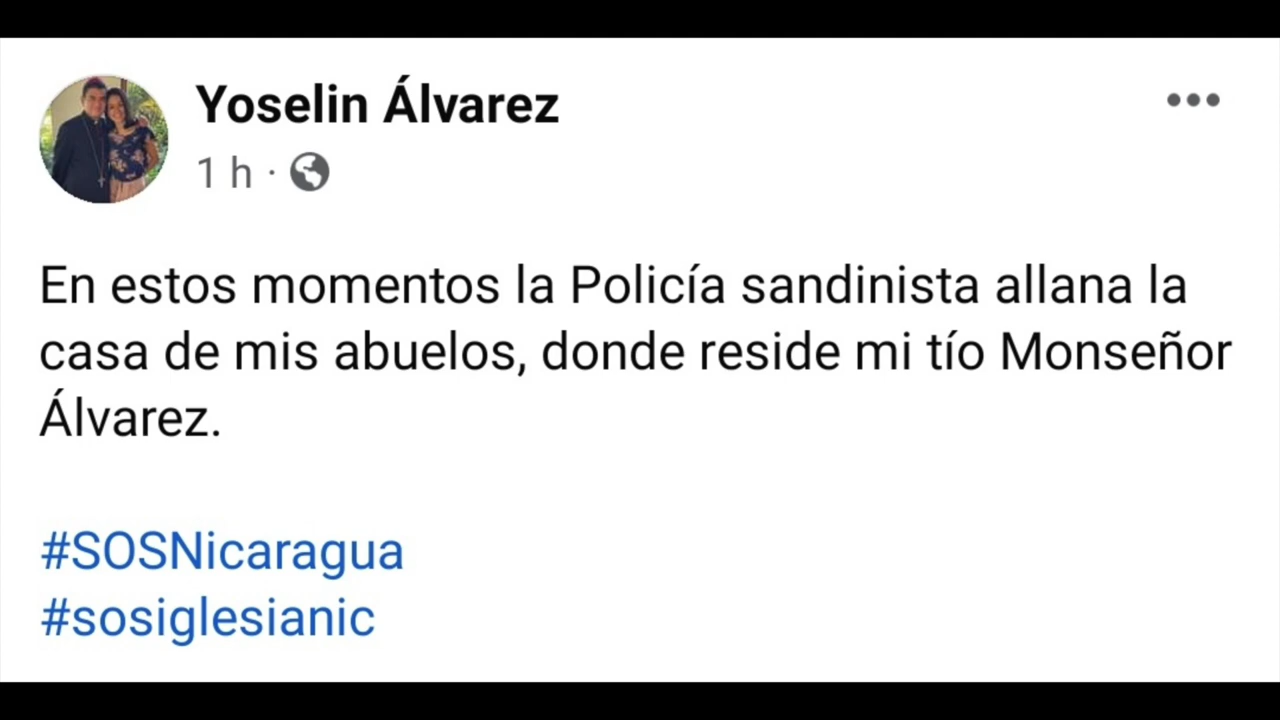 Yoselin Álvarez
1 h ·
En estos momentos la Policía sandinista allana la
casa de mis abuelos, donde reside mi tío Monseñor
Álvarez.
#SOSNicaragua
#sosiglesianic